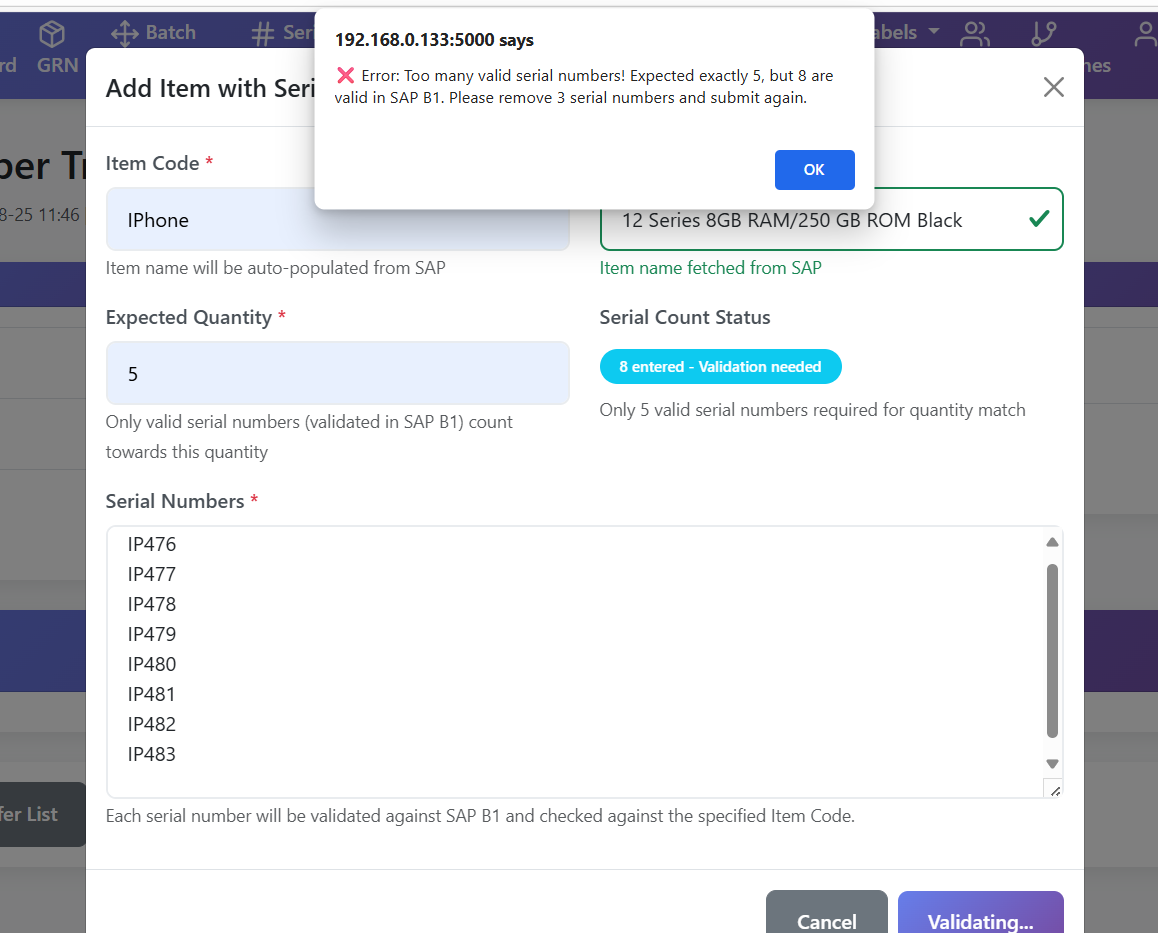 Batch
rd
GRN
192.168.0.133:5000 says
❌ Error: Too many valid serial numbers! Expected exactly 5, but 8 are
valid in SAP B1. Please remove 3 serial numbers and submit again.
OK
Add Item with Seri
Item Code *
IPhone
12 Series 8GB RAM/250 GB ROM Black
Item name will be auto-populated from SAP
Item name fetched from SAP
Expected Quantity *
Serial Count Status
5
8 entered - Validation needed
Only valid serial numbers (validated in SAP B1) count
towards this quantity
Only 5 valid serial numbers required for quantity match
Serial Numbers *
IP476
IP477
IP478
IP479
IP480
IP481
IP482
IP483
Each serial number will be validated against SAP B1 and checked against the specified Item Code.
Cancel
Validating...
8-25 11:46
fer List